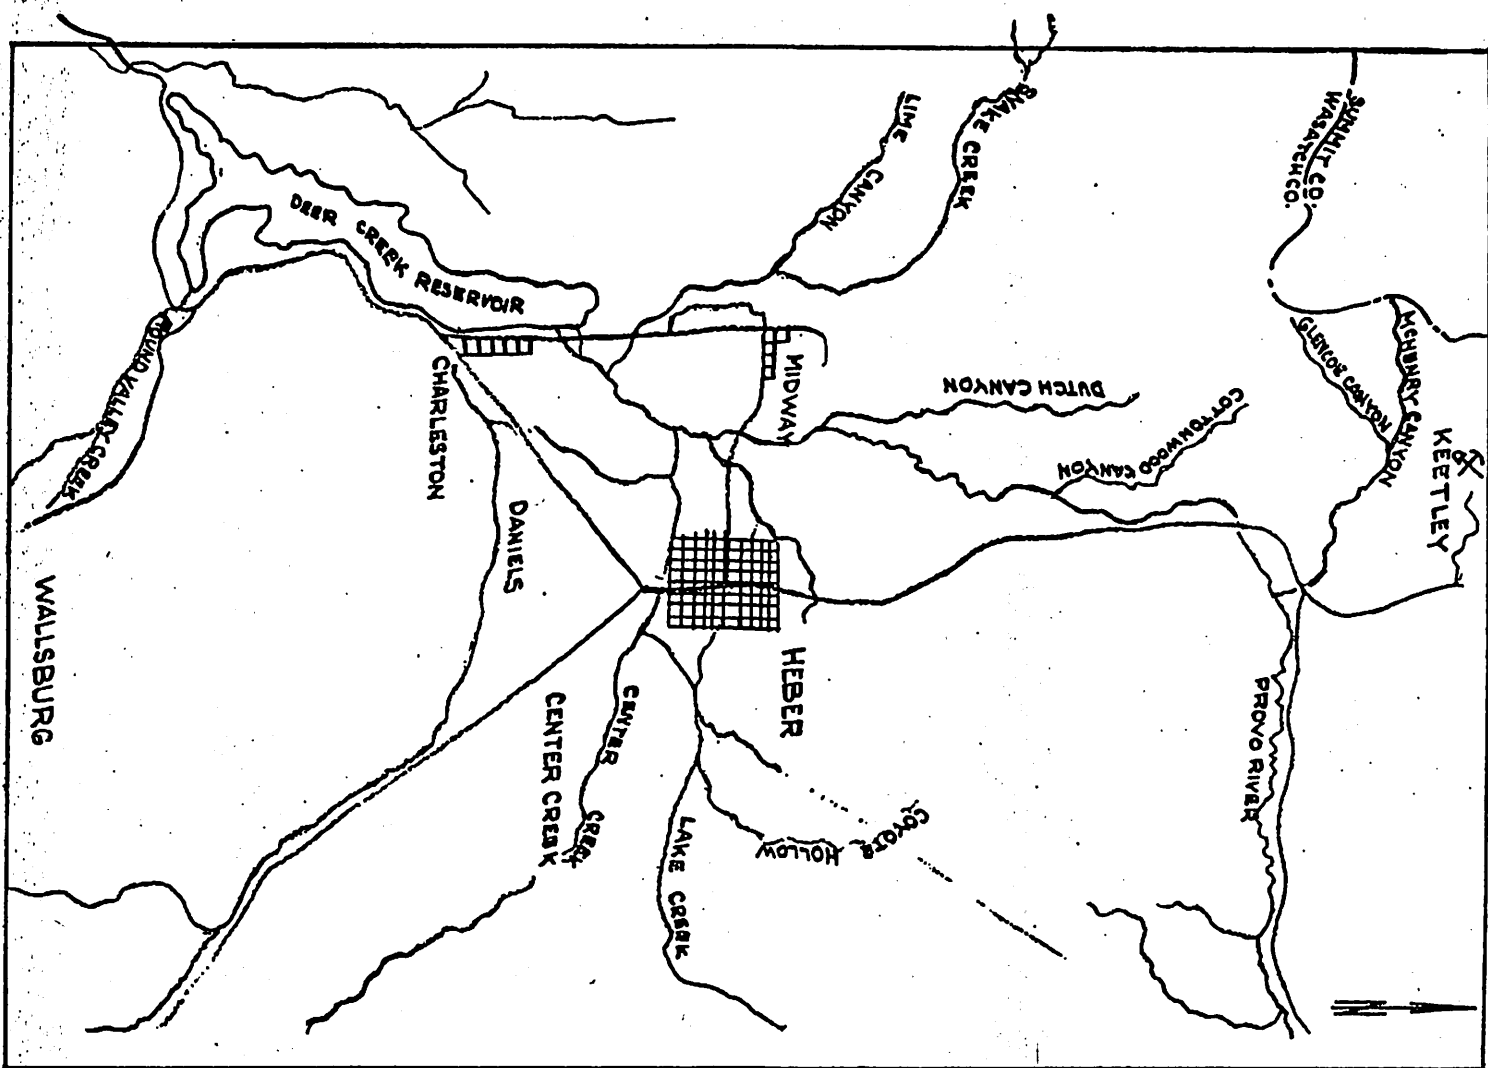 SUMMIT CO.
WASATCH CO.
SNAKE CREEK
LIME CANYON
DEER CREEK RESERVOIR
McHENRY CANYON
GLENCOE CANYON
KEETLEY
DUTCH CANYON
COTTONWOOD CANYON
MIDWAY
CHARLESTON
ROUND VALLEY CREEK
DANIELS
WALLSBURG
HEBER
PROVO RIVER
CENTER CREEK
CENTER CREEK
LAKE CREEK
COYOTE HOLLOW